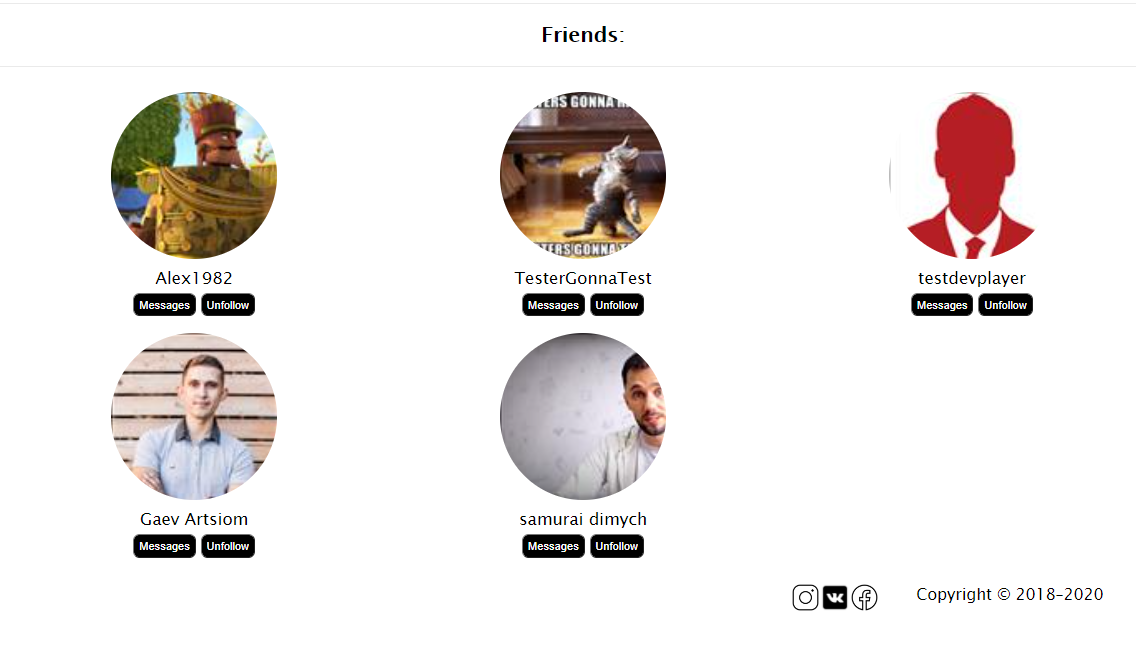 Friends:
TERS GONNA
TERS GONNA T
Alex1982
TesterGonnaTest
testdevplayer
Messages Unfollow
Messages Unfollow
Messages Unfollow
Gaev Artsiom
samurai dimych
Messages Unfollow
Messages Unfollow
Copyright © 2018-2020